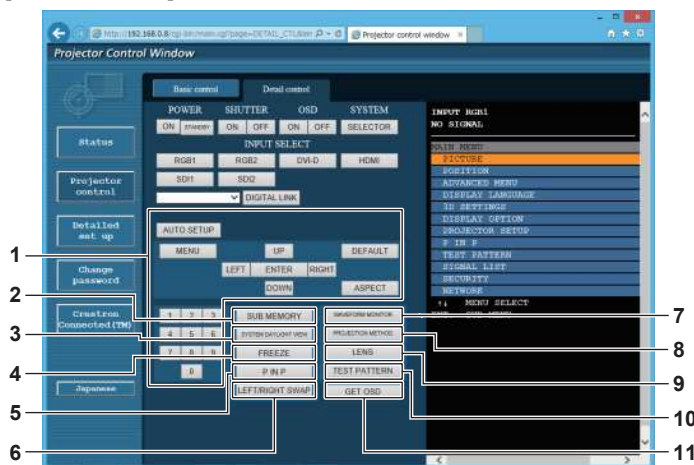 http://192.168.0.8/cgi-bin/main.cgi?page=DETAIL_CTL&lan
Projector control window
Projector Control Window
Basic control Detail control
POWER SHUTTER OSD SYSTEM
ON STANDBY ON OFF ON OFF SELECTOR
INPUT SELECT
RGB1 RGB2 DVI-D HDMI
SDI1 SDI2
DIGITAL LINK
AUTO SETUP
MENU UP DEFAULT
LEFT ENTER RIGHT
DOWN ASPECT
1 2 3 SUB MEMORY WAVEFORM MONITOR
4 5 6 SYSTEM DAYLIGHT VIEW PROJECTION METHOD
7 8 9 FREEZE LENS
0 P IN P TEST PATTERN
LEFT/RIGHT SWAP GET OSD
Status
Projector control
Detailed set up
Change password
Crestron Connected(TM)
Japanese
INPUT RGB1
NO SIGNAL
MAIN MENU
PICTURE
POSITION
ADVANCED MENU
DISPLAY LANGUAGE
3D SETTINGS
DISPLAY OPTION
PROJECTOR SETUP
P IN P
TEST PATTERN
SIGNAL LIST
SECURITY
NETWORK
↑↓ MENU SELECT
SUB MENU
1
2
3
4
5
6
7
8
9
10
11